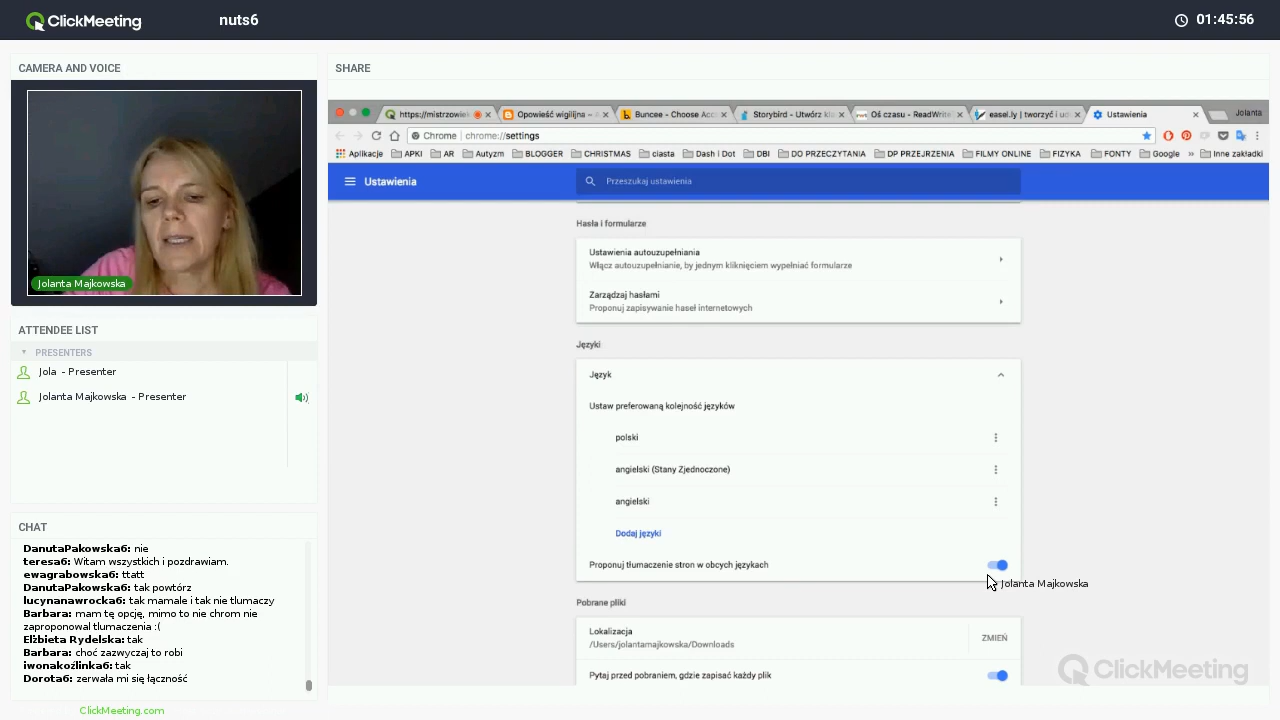 ClickMeeting
nuts6
01:45:56
CAMERA AND VOICE
Jolanta Majkowska
ATTENDEE LIST
PRESENTERS
Jola - Presenter
Jolanta Majkowska - Presenter
CHAT
DanutaPakowska6: nie
teresa6: Witam wszystkich i pozdrawiam.
ewagrabowska6: ttatt
DanutaPakowska6: tak powtórz
lucynanawrocka6: tak mamale i tak nie tlumaczy
Barbara: mam tę opcję, mimo to nie chrom nie
zaproponował tłumaczenia :(
Elżbieta Rydelska: tak
Barbara: choć zazwyczaj to robi
iwonakoźlinka6: tak
Dorota6: zerwała mi się łączność
ClickMeeting.com
SHARE
https://mistrzowie
Opowieść wigilijna – A
Buncee - Choose Acc
Storybird - Utwórz kla
Oś czasu - ReadWrite
easel.ly | tworzyć i ud
Ustawienia
Jolanta
Chrome | chrome://settings
Aplikacje APKI AR Autyzm BLOGGER CHRISTMAS ciasta Dash i Dot DBI DO PRZECZYTANIA DP PRZEJRZENIA FILMY ONLINE FIZYKA FONTY Google » Inne zakładki
Ustawienia
Przeszukaj ustawienia
Hasła i formularze
Ustawienia autouzupełniania
Włącz autouzupełnianie, by jednym kliknięciem wypełniać formularze
Zarządzaj hasłami
Proponuj zapisywanie haseł internetowych
Języki
Język
Ustaw preferowaną kolejność języków
polski
angielski (Stany Zjednoczone)
angielski
Dodaj języki
Proponuj tłumaczenie stron w obcych językach
Jolanta Majkowska
Pobrane pliki
Lokalizacja
/Users/jolantamajkowska/Downloads
ZMIEŃ
Pytaj przed pobraniem, gdzie zapisać każdy plik
ClickMeeting